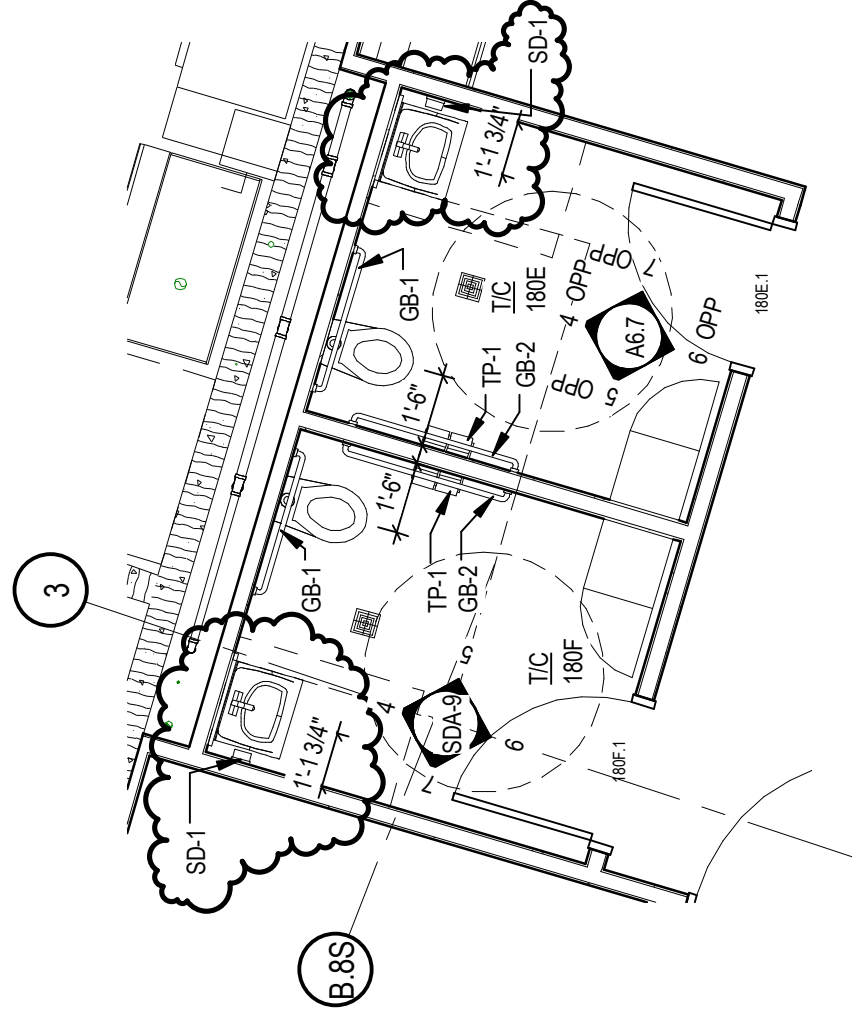 SD-1
1'-1 3/4"
GB-1
T/C
180E
4 OPP
OPP 7
A6.7
6 OPP
5 OPP
180E.1
TP-1
GB-2
1'-6"
1'-6"
TP-1
GB-2
GB-1
3
SD-1
1'-1 3/4"
4
5
SDA-9
6
7
T/C
180F
180F.1
B.8S